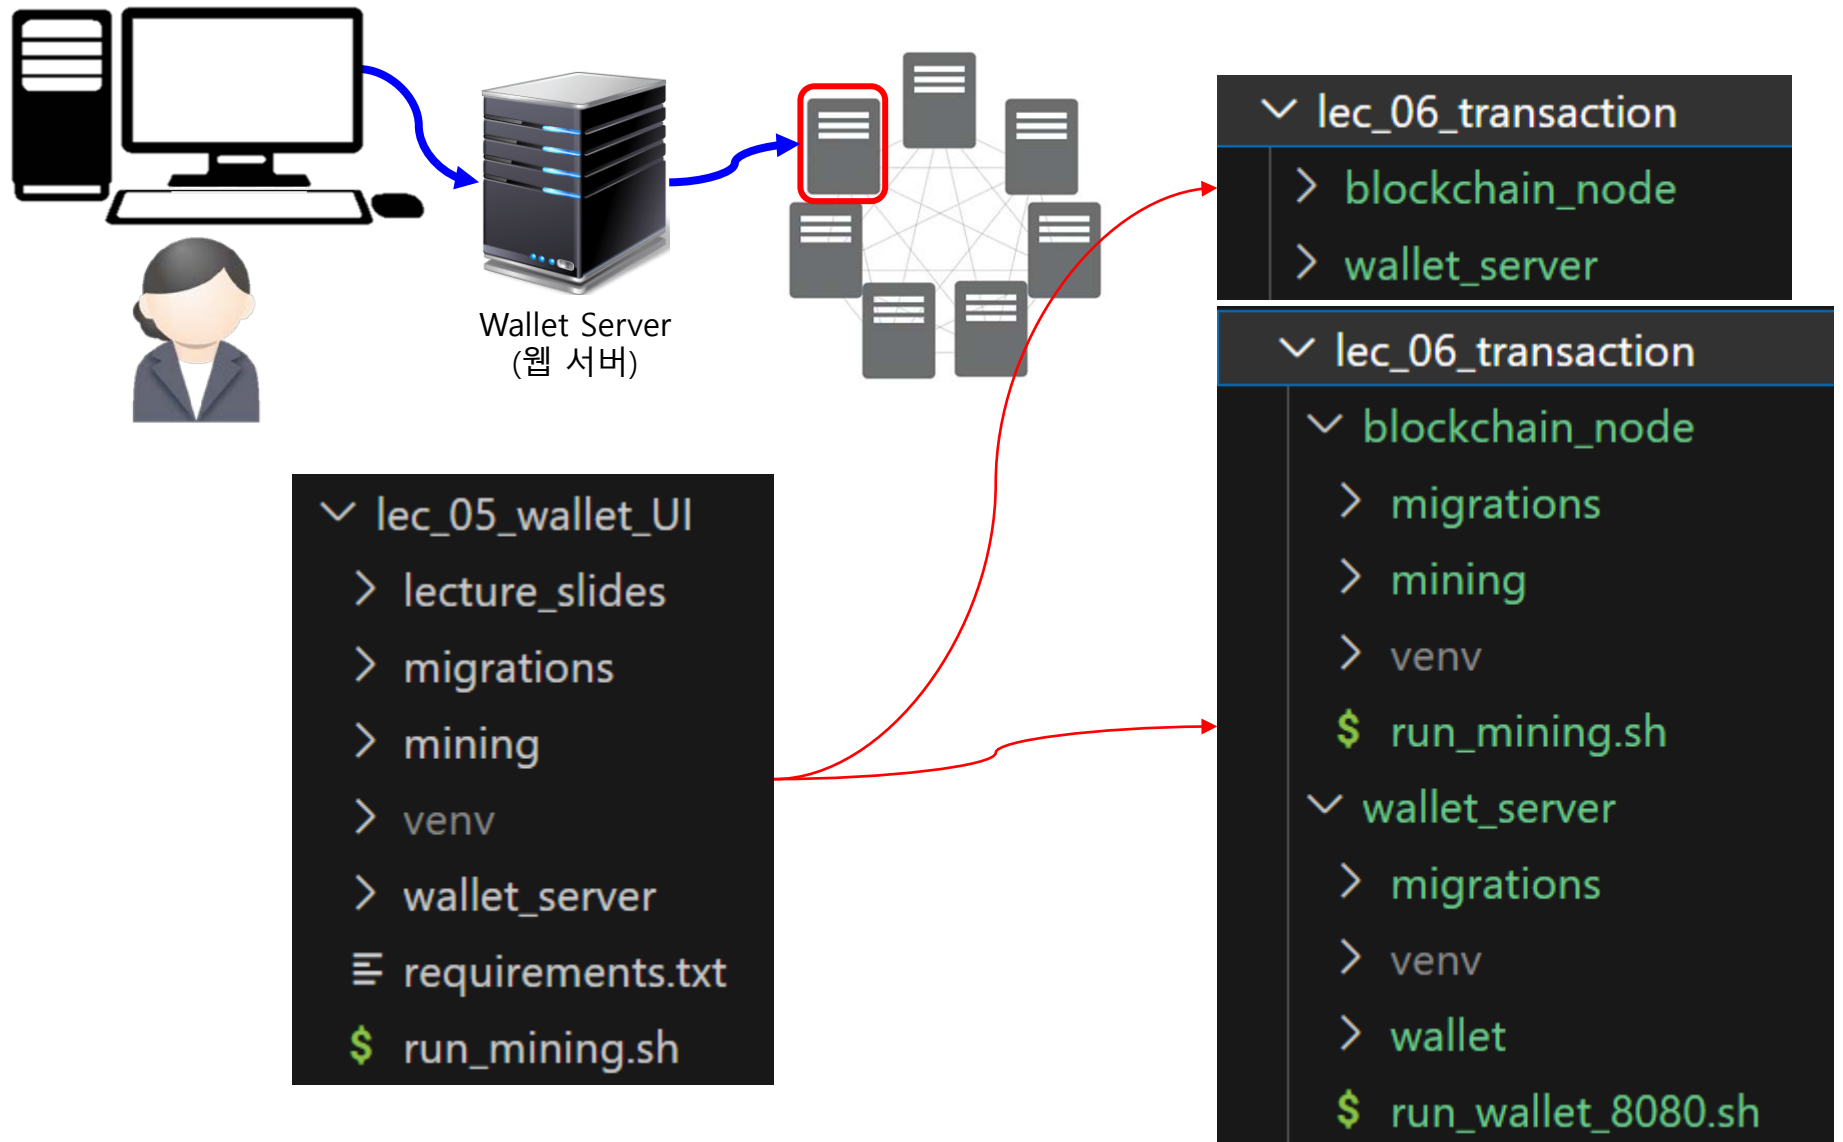 Wallet Server
(웹 서버)
lec_05_wallet_UI
lecture_slides
migrations
mining
venv
wallet_server
requirements.txt
$ run_mining.sh
lec_06_transaction
blockchain_node
wallet_server
lec_06_transaction
blockchain_node
migrations
mining
venv
$ run_mining.sh
wallet_server
migrations
venv
wallet
$ run_wallet_8080.sh